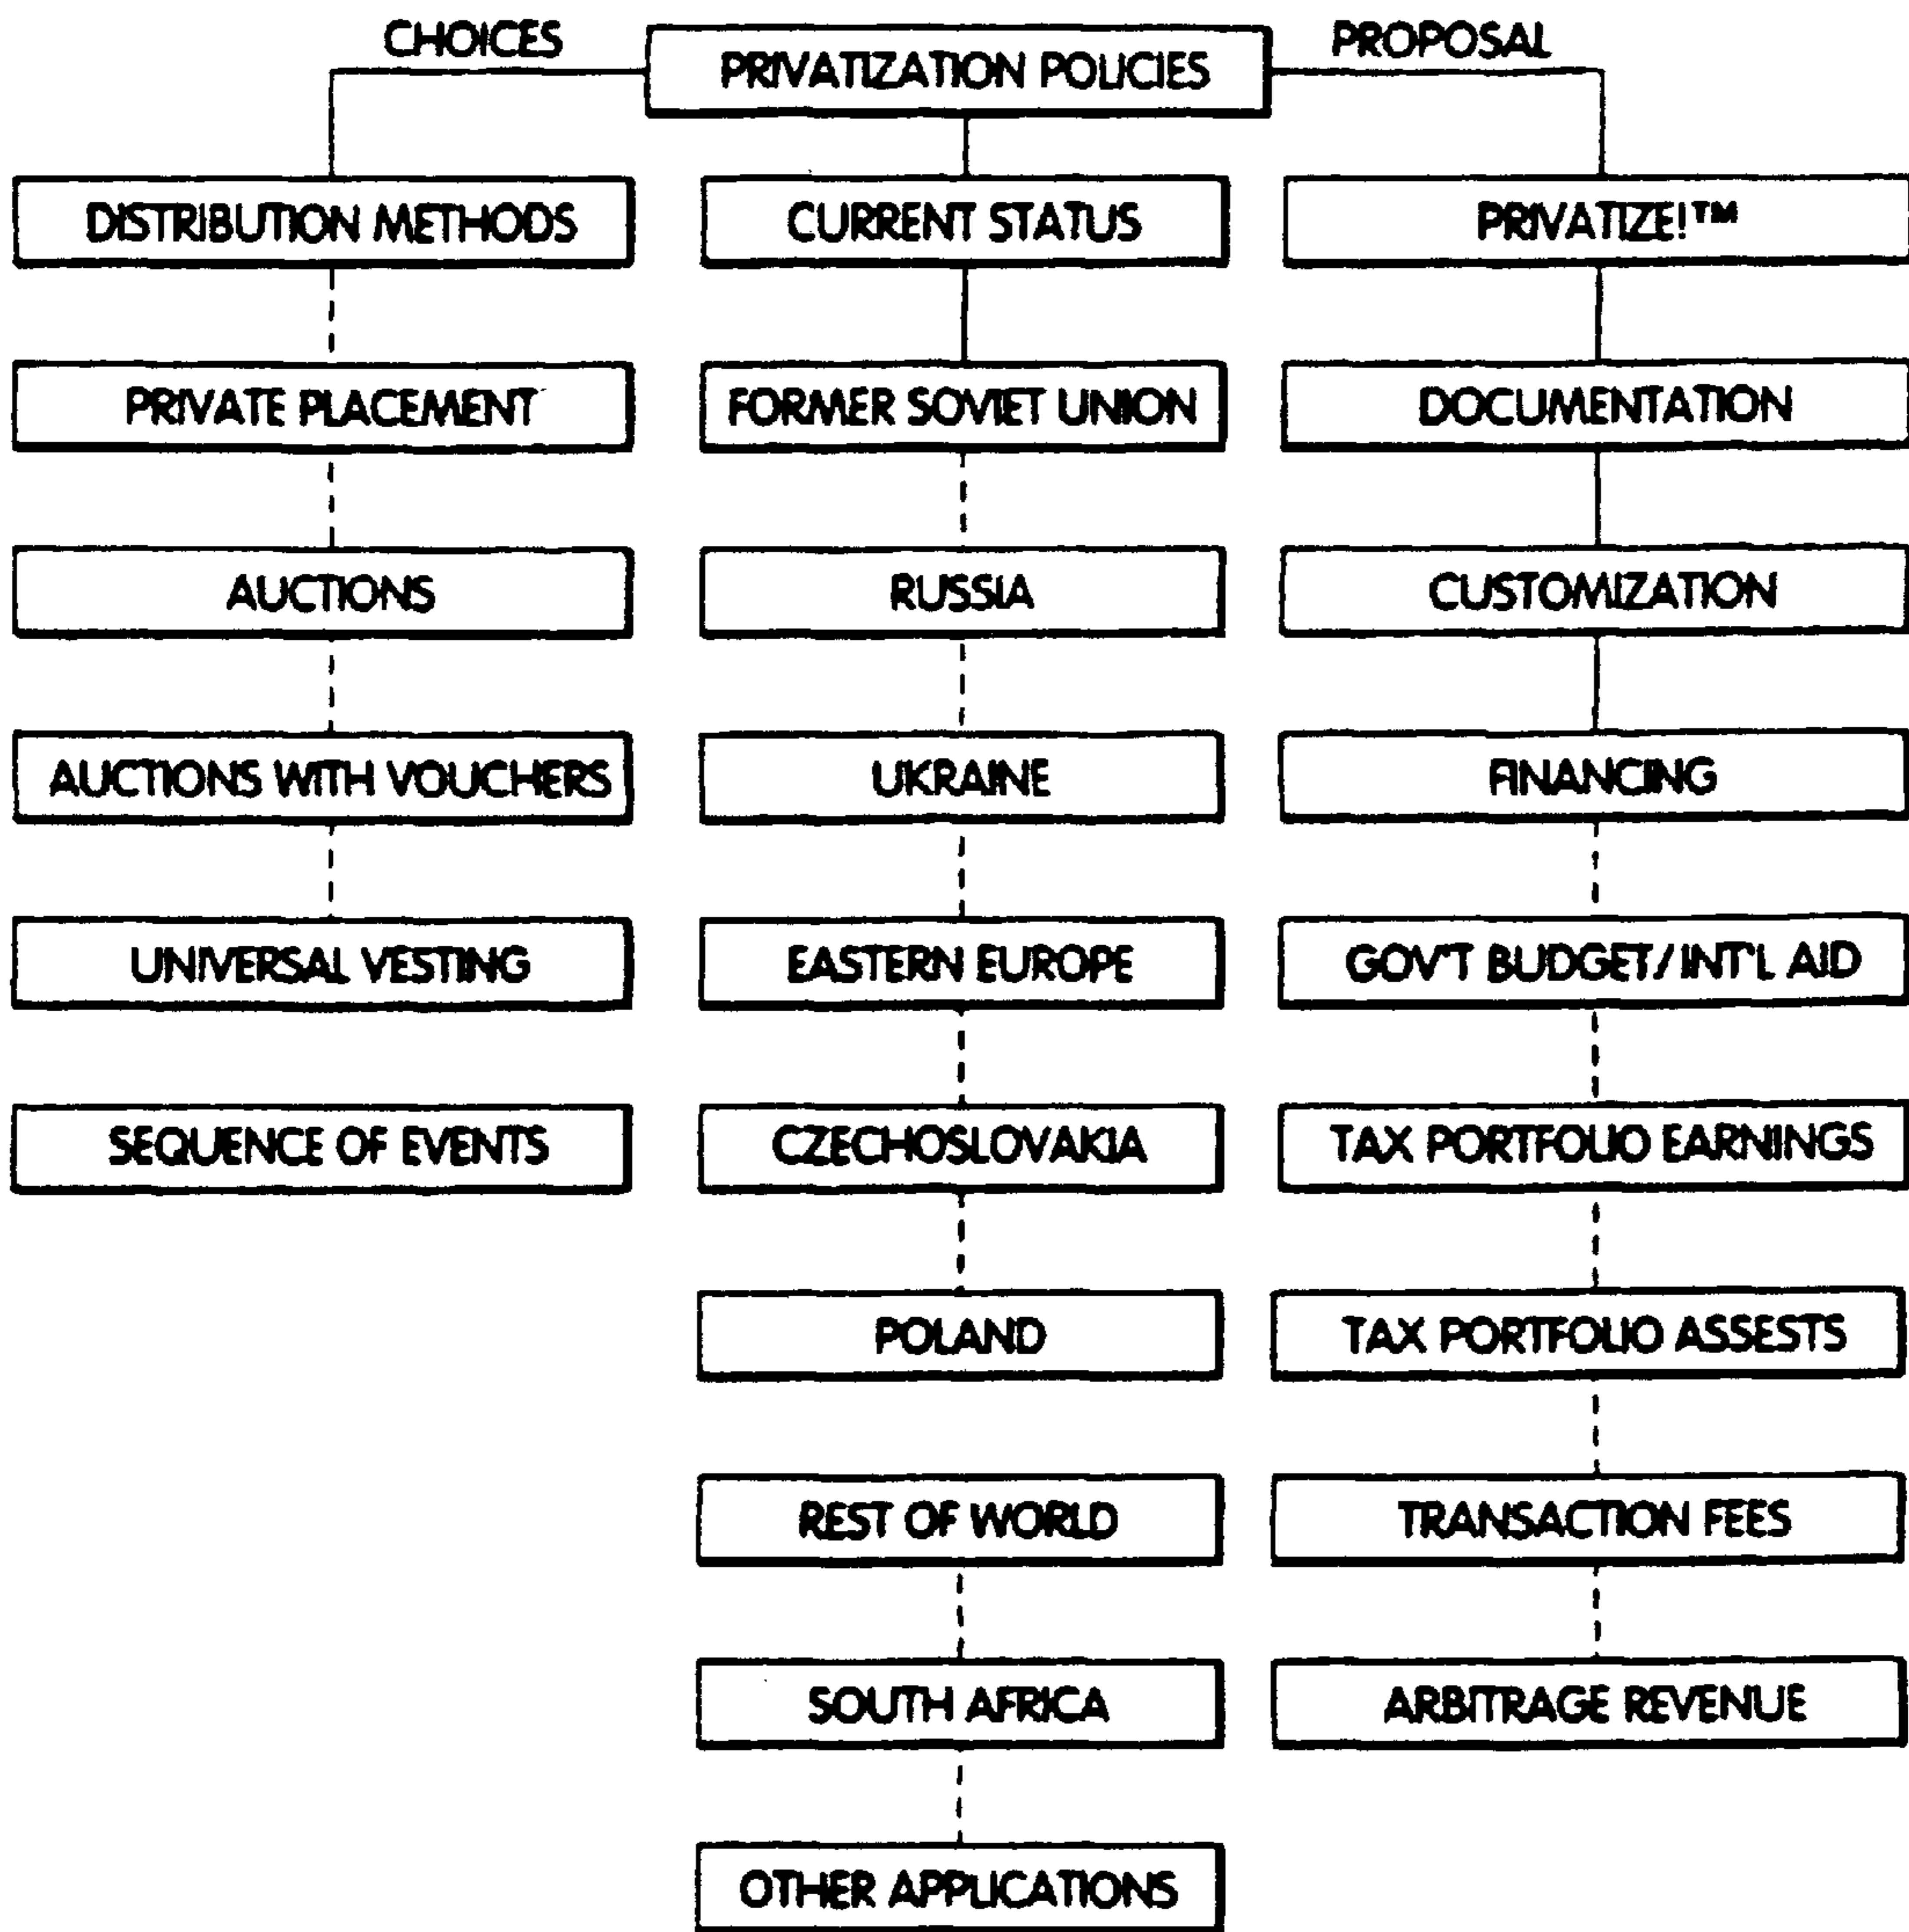 CHOICES
PRIVATIZATION POLICIES
PROPOSAL
DISTRIBUTION METHODS
PRIVATE PLACEMENT
AUCTIONS
AUCTIONS WITH VOUCHERS
UNIVERSAL VESTING
SEQUENCE OF EVENTS
CURRENT STATUS
FORMER SOVIET UNION
RUSSIA
UKRAINE
EASTERN EUROPE
CZECHOSLOVAKIA
POLAND
REST OF WORLD
SOUTH AFRICA
OTHER APPLICATIONS
PRIVATIZE!™
DOCUMENTATION
CUSTOMIZATION
FINANCING
GOV'T BUDGET/INT'L AID
TAX PORTFOLIO EARNINGS
TAX PORTFOLIO ASSESTS
TRANSACTION FEES
ARBITRAGE REVENUE